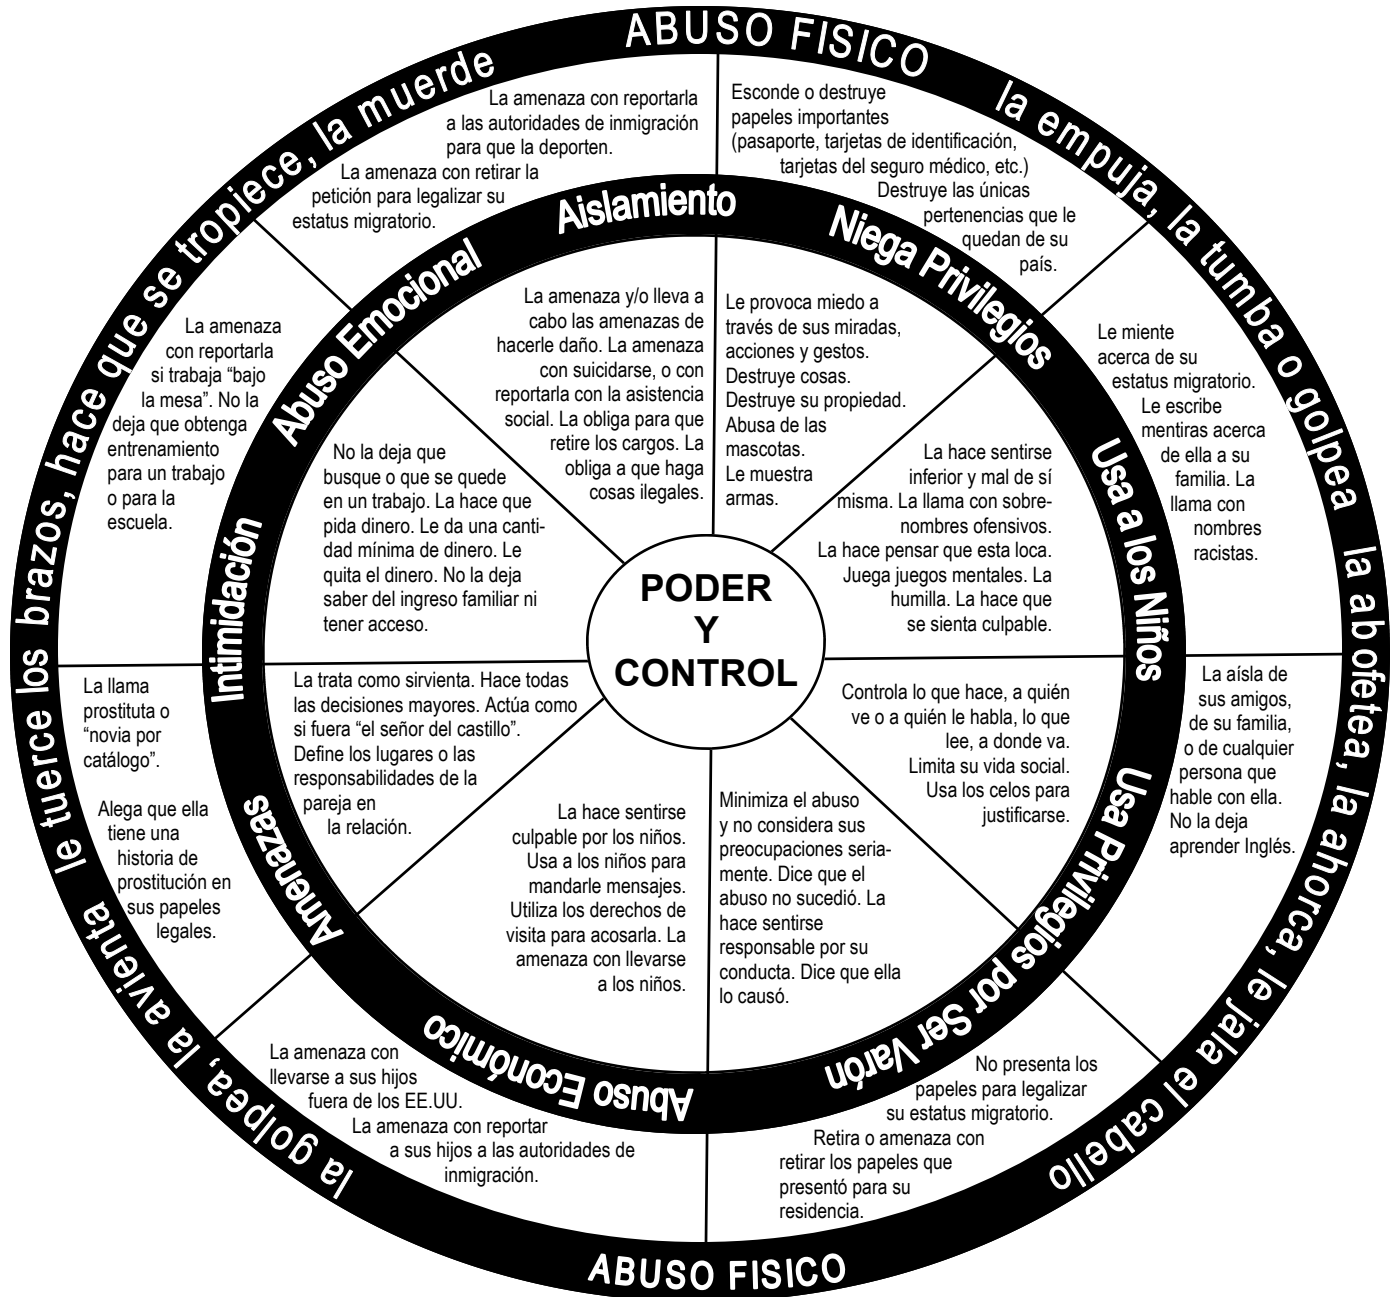 ABUSO FISICO
la empuja, la tumba o golpea
la abofetea, la ahorca, le jala el cabello
ABUSO FISICO
la golpea, la avienta
le tuerce los brazos, hace que se tropiece, la muerde
La amenaza con reportarla
a las autoridades de inmigración
para que la deporten.
La amenaza con retirar la
petición para legalizar su
estatus migratorio.
Esconde o destruye
papeles importantes
(pasaporte, tarjetas de identificación,
tarjetas del seguro médico, etc.)
Destruye las únicas
pertenencias que le
quedan de su
país.
Le miente
acerca de su
estatus migratorio.
Le escribe
mentiras acerca
de ella a su
familia. La
llama con
nombres
racistas.
La aísla de
sus amigos,
de su familia,
o de cualquier
persona que
hable con ella.
No la deja
aprender Inglés.
No presenta los
papeles para legalizar
su estatus migratorio.
Retira o amenaza con
retirar los papeles que
presentó para su
residencia.
La amenaza con
llevarse a sus hijos
fuera de los EE.UU.
La amenaza con reportar
a sus hijos a las autoridades de
inmigración.
La llama
prostituta o
“novia por
catálogo”.
Alega que ella
tiene una
historia de
prostitución en
sus papeles
legales.
La amenaza
con reportarla
si trabaja “bajo
la mesa”. No la
deja que obtenga
entrenamiento
para un trabajo
o para la
escuela.
Aislamiento
Niega Privilegios
Usa a los Niños
Usa Privilegios por Ser Varón
Abuso Económico
Amenazas
Intimidación
Abuso Emocional
La amenaza y/o lleva a
cabo las amenazas de
hacerle daño. La amenaza
con suicidarse, o con
reportarla con la asistencia
social. La obliga para que
retire los cargos. La
obliga a que haga
cosas ilegales.
Le provoca miedo a
través de sus miradas,
acciones y gestos.
Destruye cosas.
Destruye su propiedad.
Abusa de las
mascotas.
Le muestra
armas.
La hace sentirse
inferior y mal de sí
misma. La llama con sobre-
nombres ofensivos.
La hace pensar que esta loca.
Juega juegos mentales. La
humilla. La hace que
se sienta culpable.
Controla lo que hace, a quién
ve o a quién le habla, lo que
lee, a donde va.
Limita su vida social.
Usa los celos para
justificarse.
Minimiza el abuso
y no considera sus
preocupaciones seria-
mente. Dice que el
abuso no sucedió. La
hace sentirse
responsable por su
conducta. Dice que ella
lo causó.
La hace sentirse
culpable por los niños.
Usa a los niños para
mandarle mensajes.
Utiliza los derechos de
visita para acosarla. La
amenaza con llevarse
a los niños.
La trata como sirvienta. Hace todas
las decisiones mayores. Actúa como
si fuera “el señor del castillo”.
Define los lugares o las
responsabilidades de la
pareja en
la relación.
No la deja que
busque o que se quede
en un trabajo. La hace que
pida dinero. Le da una canti-
dad mínima de dinero. Le
quita el dinero. No la deja
saber del ingreso familiar ni
tener acceso.
PODER
Y
CONTROL